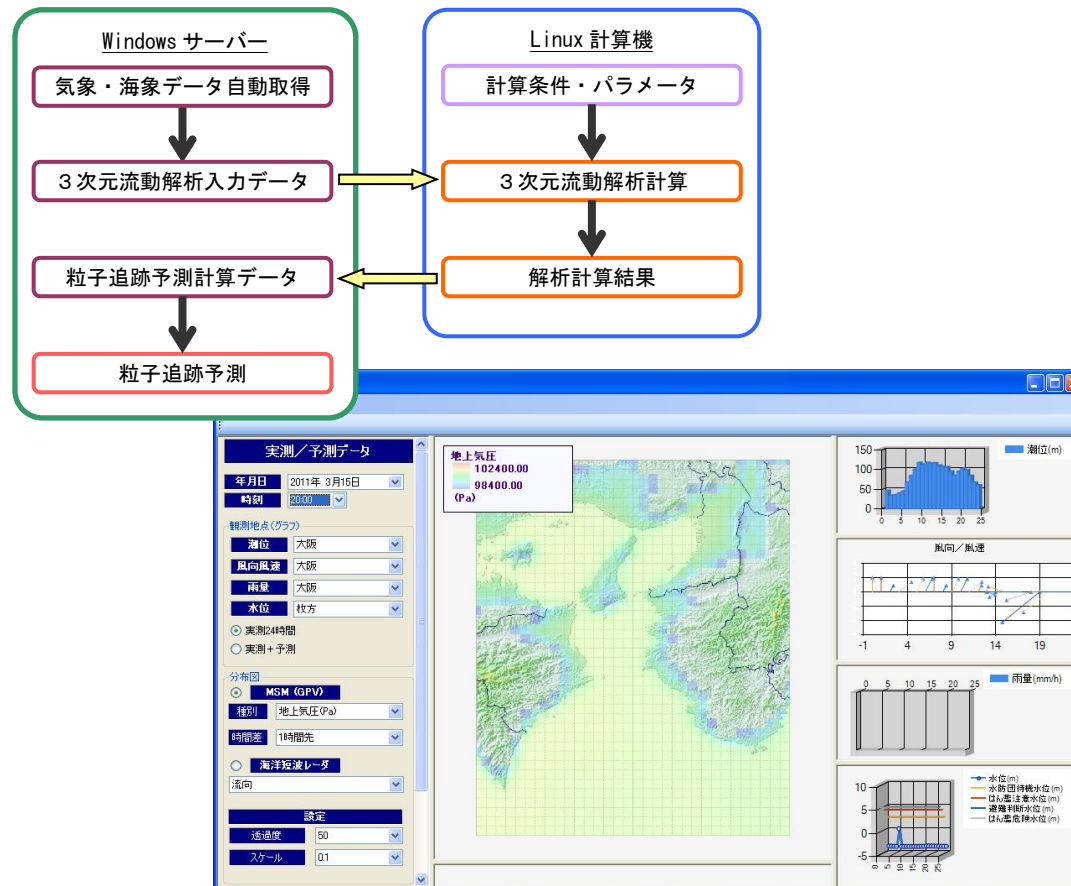 Windows サーバー
気象・海象データ自動取得
３次元流動解析入力データ
粒子追跡予測計算データ
粒子追跡予測
Linux 計算機
計算条件・パラメータ
３次元流動解析計算
解析計算結果
実測／予測データ
年月日 2011年 3月15日
時刻 20:00
観測地点(グラフ)
潮位 大阪
風向風速 大阪
雨量 大阪
水位 枚方
実測24時間
実測+予測
分布図
MSM (GPV)
種別 地上気圧(Pa)
時間差 1時間先
海洋短波レーダ
流向
設定
透過度 50
スケール 0.1
地上気圧
102400.00
98400.00
(Pa)
潮位(m)
150
100
50
0
0 5 10 15 20 25
風向／風速
-1 4 9 14 19
0 5 10 15 20 25
雨量(mm/h)
10
5
0
-5
0 5 10 15 20 25
水位(m)
水防団待機水位(m)
はん濫注意水位(m)
避難判断水位(m)
はん濫危険水位(m)